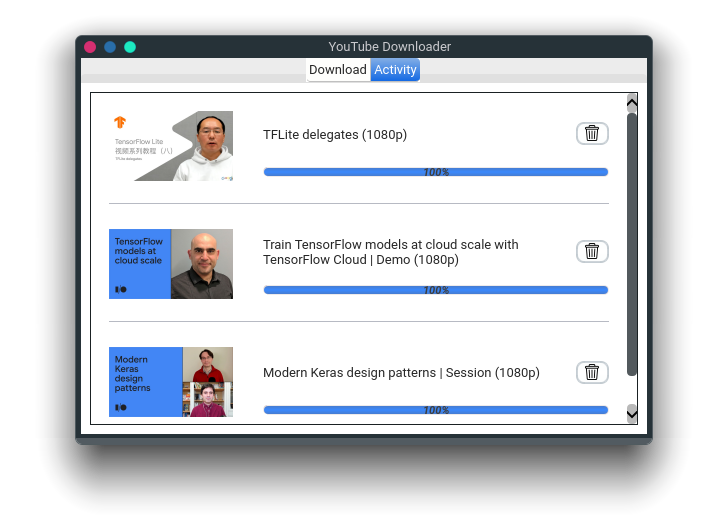 YouTube Downloader
Download
Activity
TensorFlow Lite
视频系列教程（八）
TFLite delegates
TFLite delegates (1080p)
100%
TensorFlow
models at
cloud scale
I/O
Train TensorFlow models at cloud scale with
TensorFlow Cloud | Demo (1080p)
100%
Modern
Keras
design
patterns
I/O
Modern Keras design patterns | Session (1080p)
100%